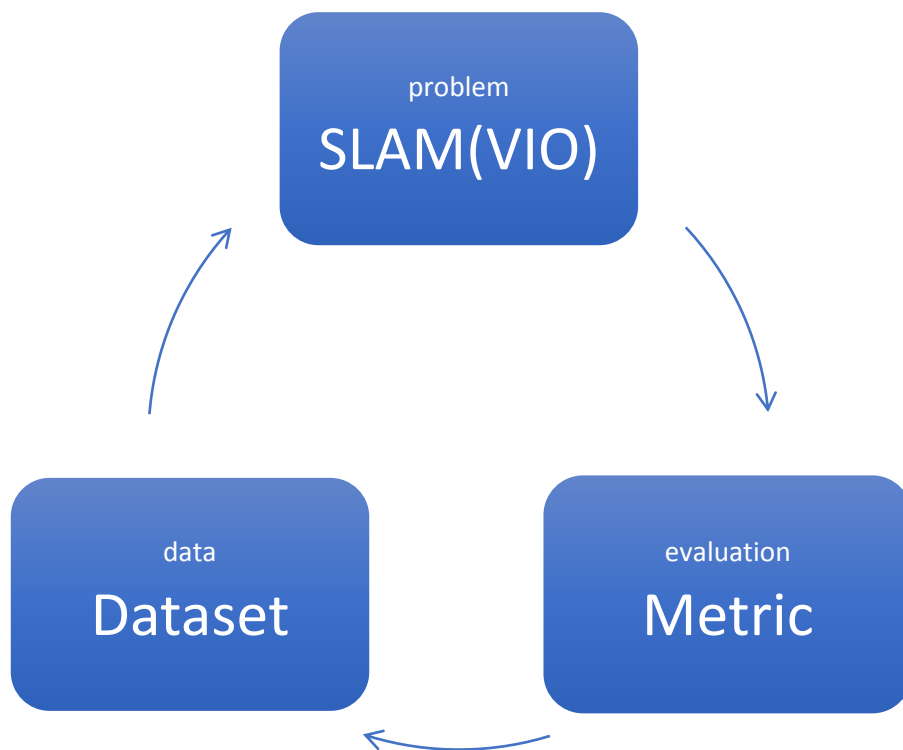 problem
SLAM(VIO)
data
Dataset
evaluation
Metric